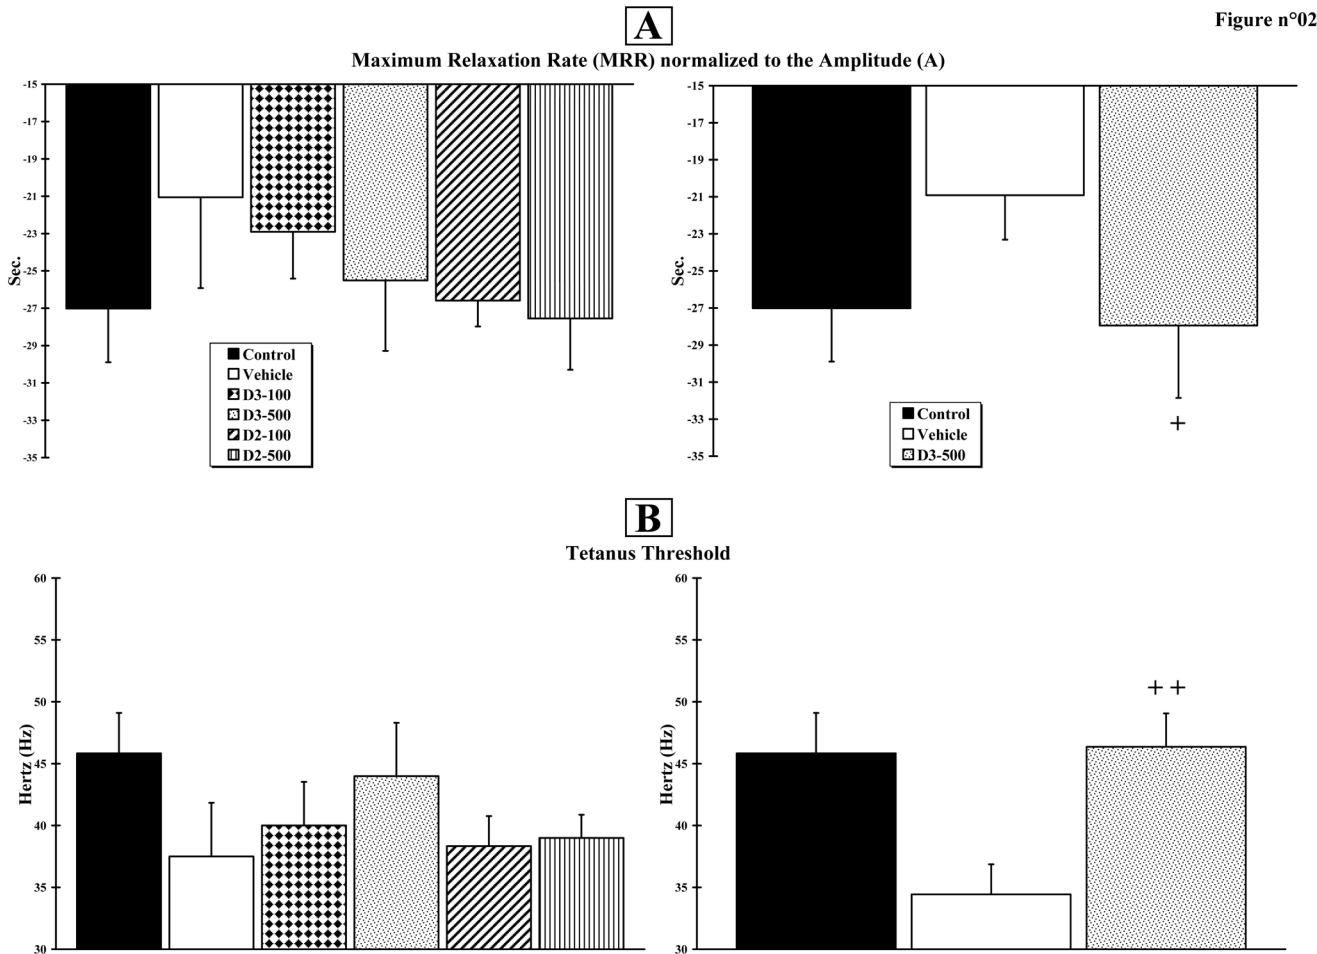 Figure n°02
A
Maximum Relaxation Rate (MRR) normalized to the Amplitude (A)
-15
-17
-19
-21
-23
-25
-27
-29
-31
-33
-35
Sec.
Control
Vehicle
D3-100
D3-500
D2-100
D2-500
-15
-17
-19
-21
-23
-25
-27
-29
-31
-33
-35
Sec.
+
Control
Vehicle
D3-500
B
Tetanus Threshold
60
55
50
45
40
35
30
Hertz (Hz)
60
55
50
45
40
35
30
Hertz (Hz)
+ +